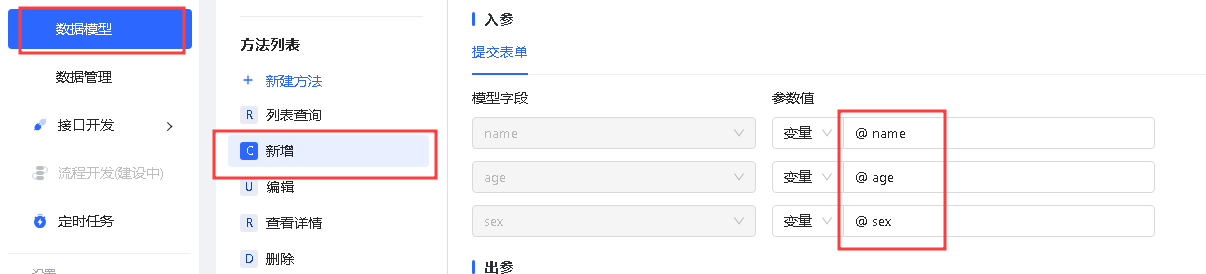 数据模型
数据管理
接口开发
流程开发(建设中)
定时任务
设置
方法列表
+ 新建方法
R 列表查询
C 新增
U 编辑
R 查看详情
D 删除
入参
提交表单
模型字段 参数值
name 变量 @ name
age 变量 @ age
sex 变量 @ sex
出参